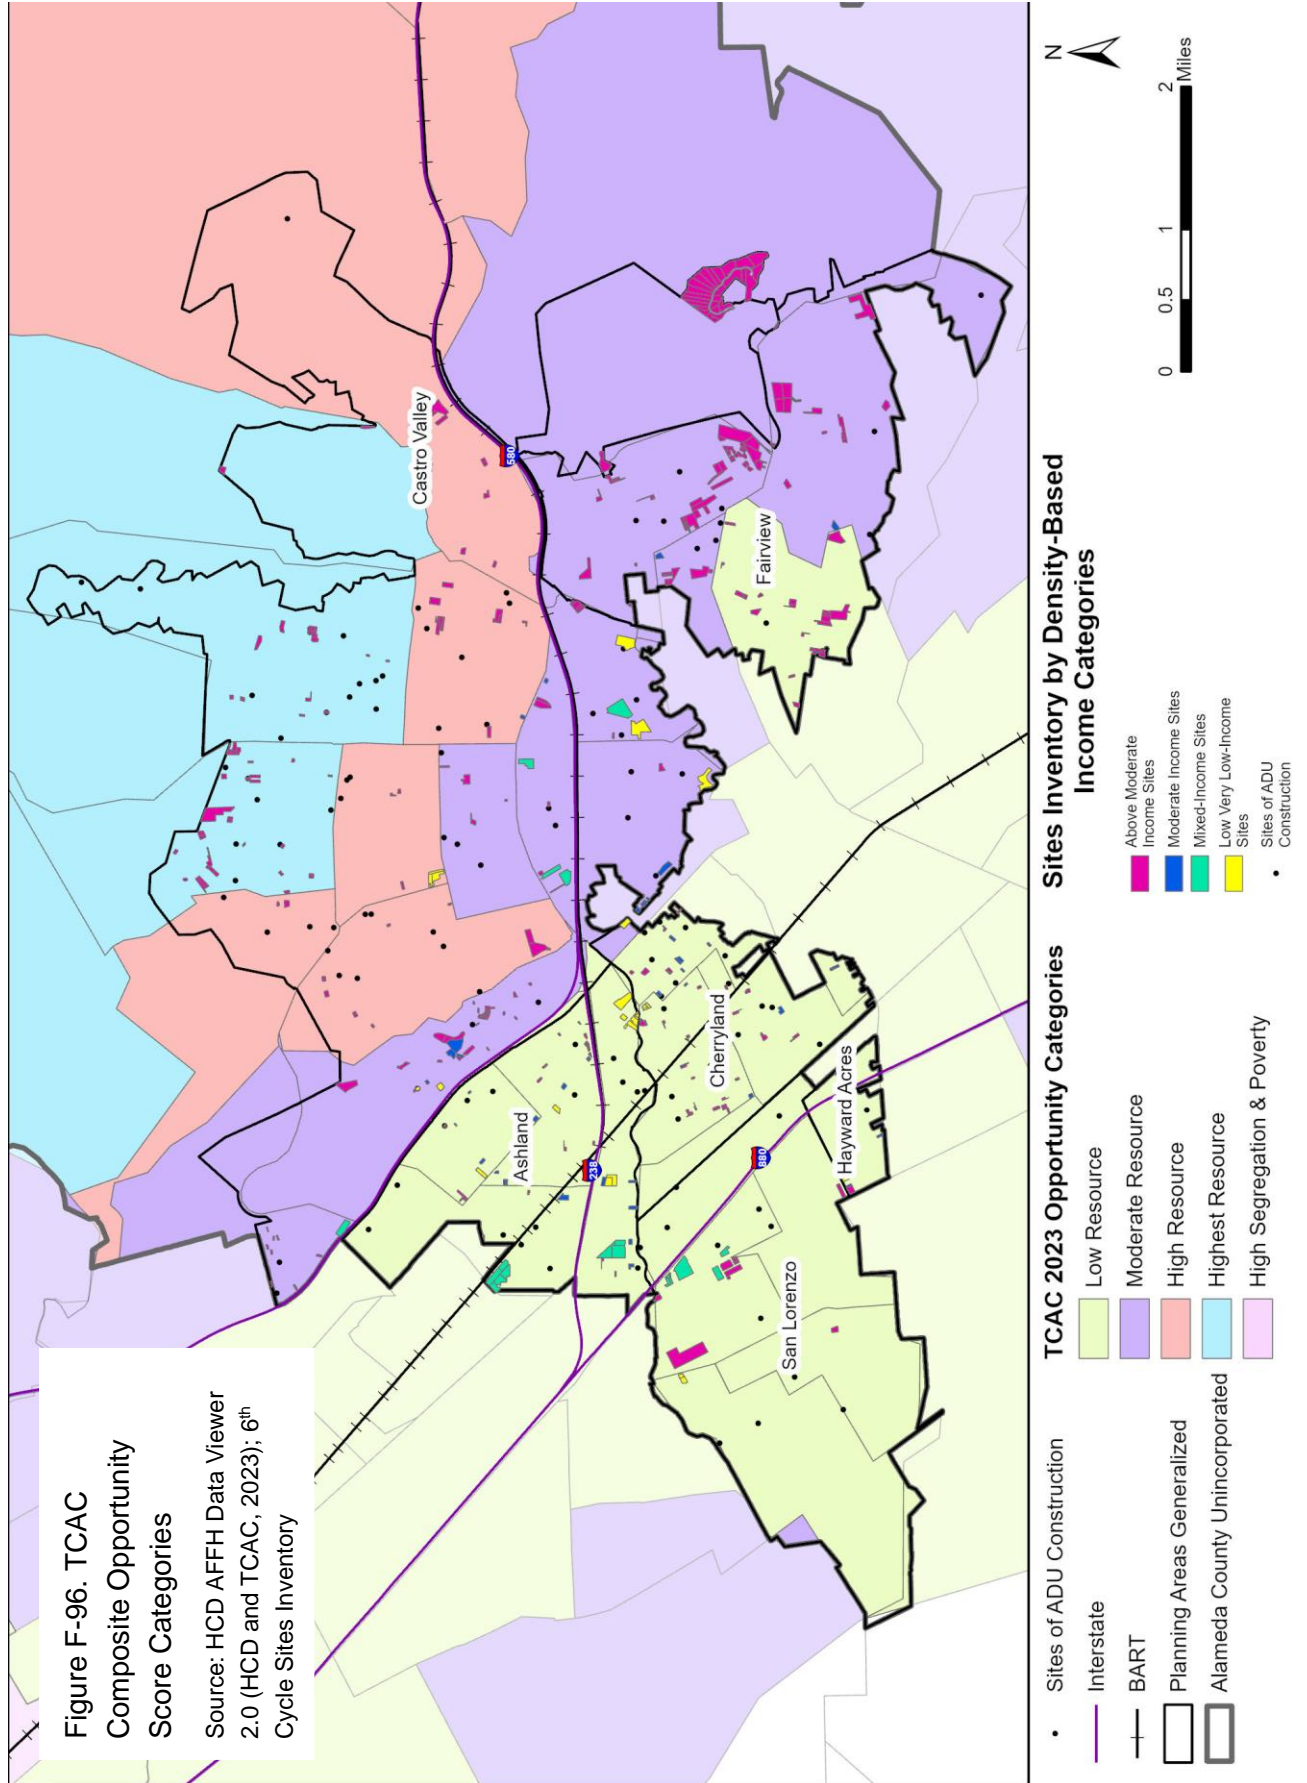 Figure F-96. TCAC
Composite Opportunity
Score Categories
Source: HCD AFFH Data Viewer
2.0 (HCD and TCAC, 2023); 6th
Cycle Sites Inventory
Castro Valley
580
Fairview
Ashland
238
Cherryland
880
Hayward Acres
San Lorenzo
Sites of ADU Construction
Interstate
BART
Planning Areas Generalized
Alameda County Unincorporated
TCAC 2023 Opportunity Categories
Low Resource
Moderate Resource
High Resource
Highest Resource
High Segregation & Poverty
Sites Inventory by Density-Based
Income Categories
Above Moderate
Income Sites
Moderate Income Sites
Mixed-Income Sites
Low Very Low-Income
Sites
Sites of ADU
Construction
N
0 0.5 1 2
Miles